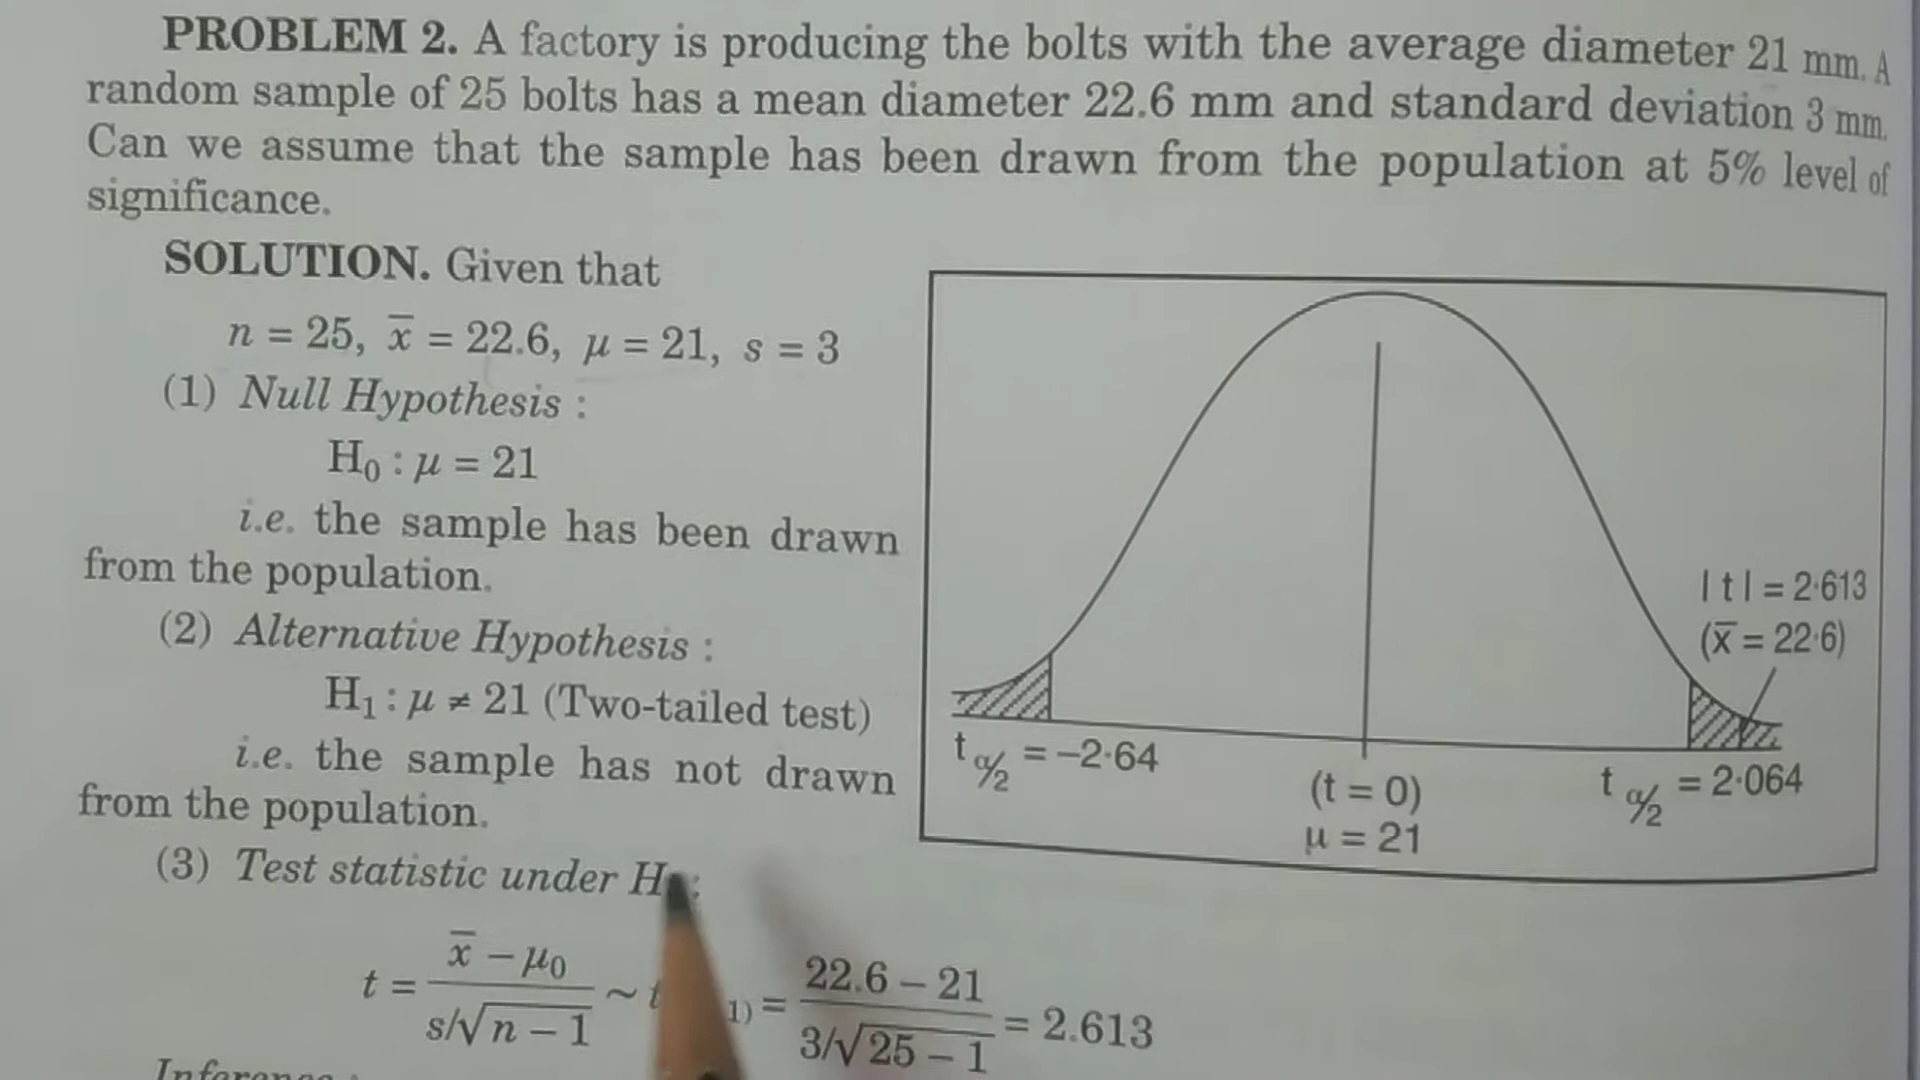 PROBLEM 2. A factory is producing the bolts with the average diameter 21 mm. A
random sample of 25 bolts has a mean diameter 22.6 mm and standard deviation 3 mm.
Can we assume that the sample has been drawn from the population at 5% level of
significance.
SOLUTION. Given that
n = 25, x̅ = 22.6, μ = 21, s = 3
(1) Null Hypothesis :
H₀ : μ = 21
i.e. the sample has been drawn
from the population.
(2) Alternative Hypothesis :
H₁ : μ ≠ 21 (Two-tailed test)
i.e. the sample has not drawn
from the population.
(3) Test statistic under H :
t = (x̅ − μ₀) / (s/√(n − 1)) ~ t 1) = (22.6 − 21) / (3/√(25 − 1)) = 2.613
Inference :
| t | = 2·613
(x̅ = 22·6)
t α/2 = −2·64
(t = 0)
μ = 21
t α/2 = 2·064